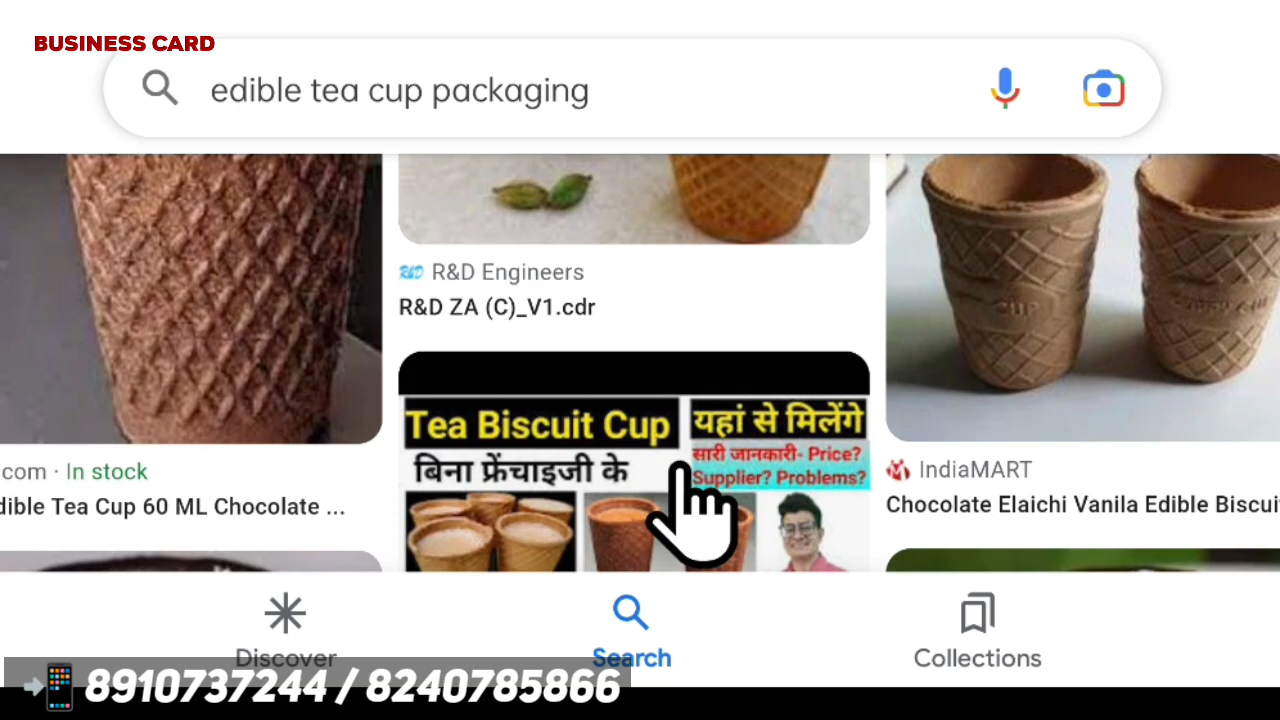 BUSINESS CARD
edible tea cup packaging
R&D R&D Engineers
R&D ZA (C)_V1.cdr
Tea Biscuit Cup
बिना फ्रेंचाइजी के
यहां से मिलेंगे
सारी जानकारी- Price?
Supplier? Problems?
.com · In stock
dible Tea Cup 60 ML Chocolate ...
IndiaMART
Chocolate Elaichi Vanila Edible Biscui
CUP
Discover
Search
Collections
8910737244 / 8240785866